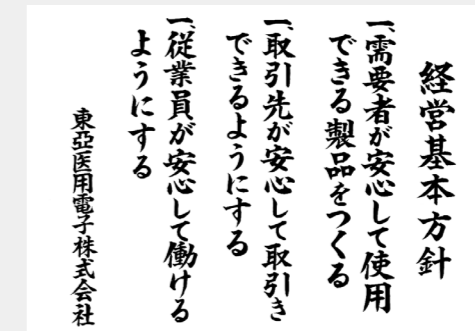 経営基本方針
一、需要者が安心して使用
できる製品をつくる
一、取引先が安心して取引き
できるようにする
一、従業員が安心して働ける
ようにする
東亞医用電子株式会社